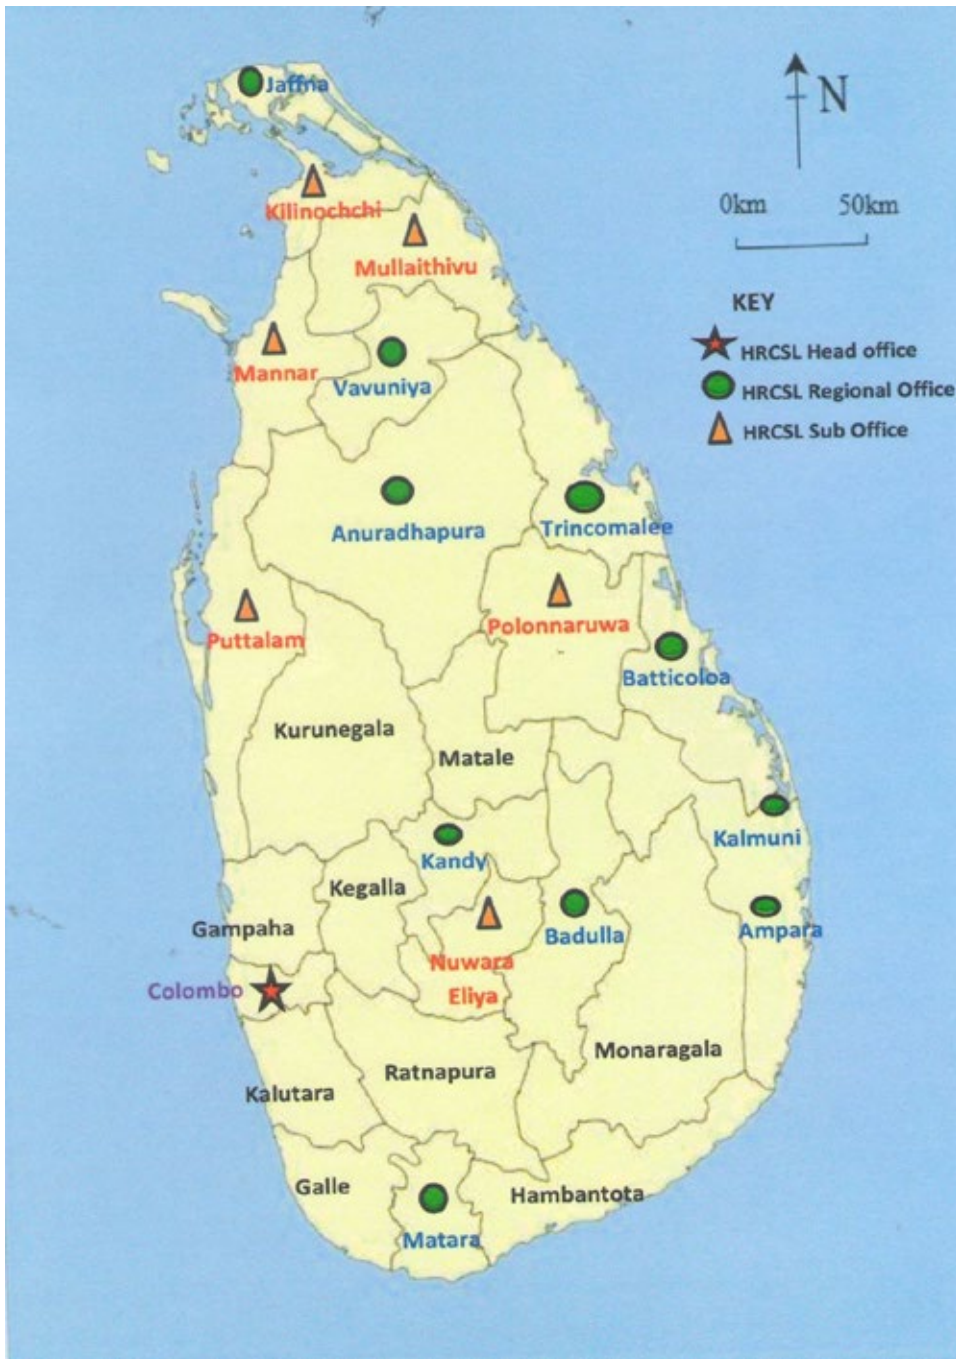 Jaffna
N
Kilinochchi
0km 50km
Mullaithivu
KEY
HRCSL Head office
Mannar
Vavuniya
HRCSL Regional Office
HRCSL Sub Office
Anuradhapura
Trincomalee
Puttalam
Polonnaruwa
Batticoloa
Kurunegala
Matale
Kalmuni
Kandy
Kegalla
Gampaha
Badulla
Ampara
Nuwara
Eliya
Colombo
Monaragala
Ratnapura
Kalutara
Galle
Hambantota
Matara